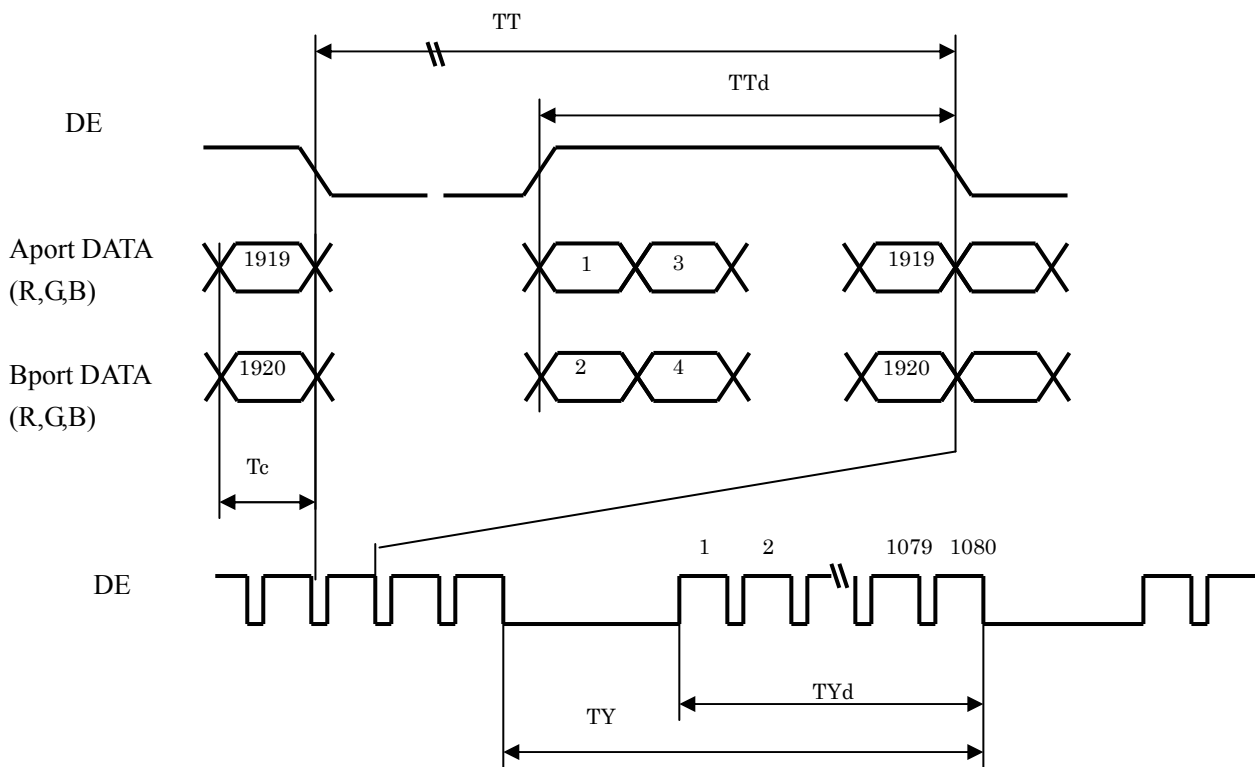 TT
TTd
DE
Aport DATA
(R,G,B)
1919
1
3
1919
Bport DATA
(R,G,B)
1920
2
4
1920
Tc
1 2 1079 1080
DE
TYd
TY